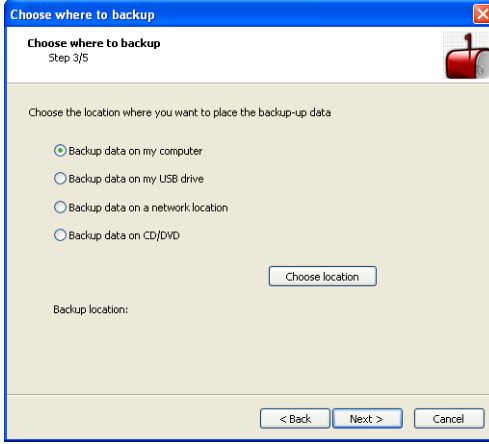 Choose where to backup
Choose where to backup
Step 3/5
Choose the location where you want to place the backup-up data
Backup data on my computer
Backup data on my USB drive
Backup data on a network location
Backup data on CD/DVD
Choose location
Backup location:
< Back Next > Cancel